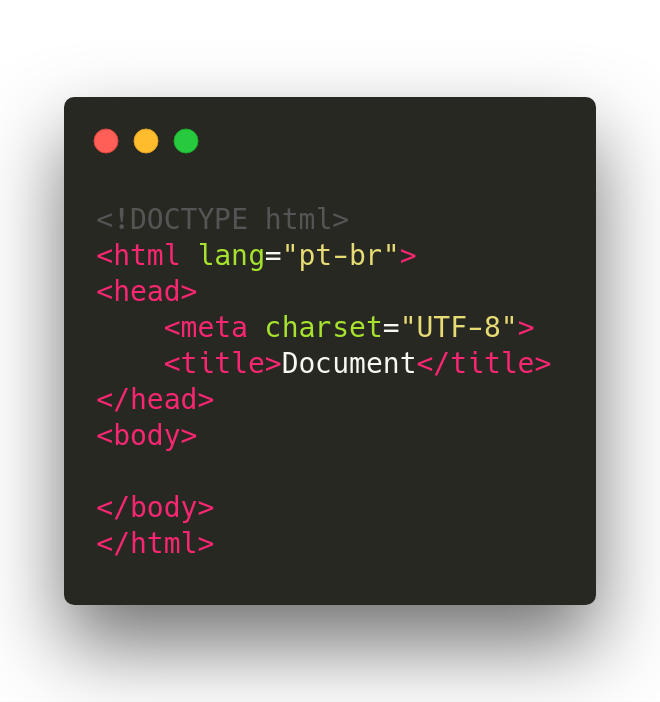 <!DOCTYPE html>
<html lang="pt-br">
<head>
    <meta charset="UTF-8">
    <title>Document</title>
</head>
<body>

</body>
</html>